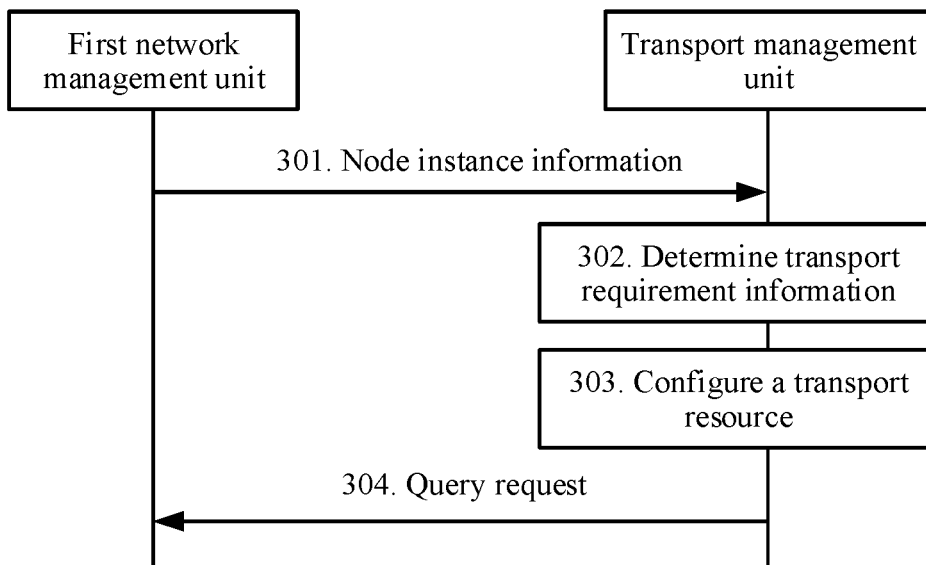 First network
management unit
Transport management
unit
301. Node instance information
302. Determine transport
requirement information
303. Configure a transport
resource
304. Query request